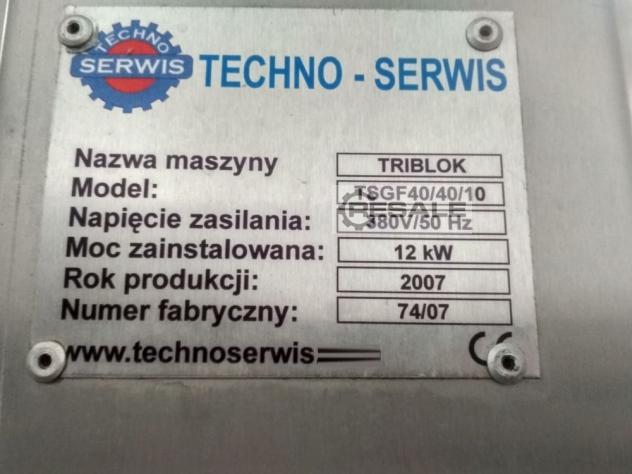 TECHNO
SERWIS
TECHNO - SERWIS
Nazwa maszyny TRIBLOK
Model: TSGF40/40/10
RESALE
Napięcie zasilania: 380V/50 Hz
Moc zainstalowana: 12 kW
Rok produkcji: 2007
Numer fabryczny: 74/07
www.technoserwis
CE